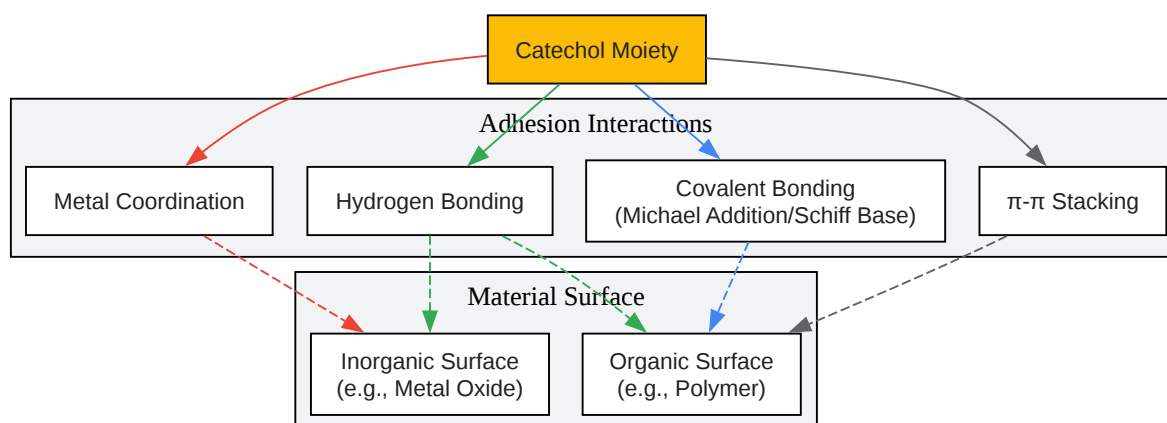 Catechol Moiety
Adhesion Interactions
Metal Coordination
Hydrogen Bonding
Covalent Bonding
(Michael Addition/Schiff Base)
π-π Stacking
Material Surface
Inorganic Surface
(e.g., Metal Oxide)
Organic Surface
(e.g., Polymer)